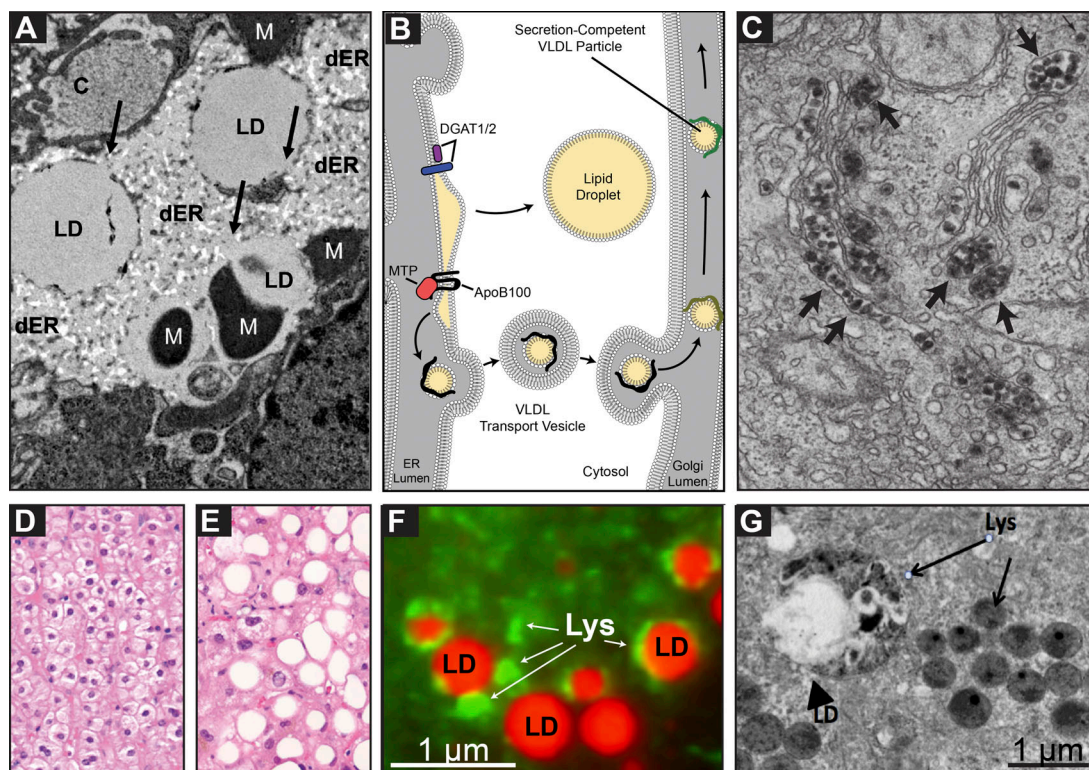 A
M
C
dER
LD
dER
dER
LD
LD
M
dER
M
M
B
Secretion-Competent
VLDL Particle
DGAT1/2
Lipid
Droplet
MTP
ApoB100
VLDL
Transport Vesicle
ER
Lumen
Cytosol
Golgi
Lumen
C
D
E
F
Lys
LD
LD
LD
1 µm
G
Lys
LD
1 µm